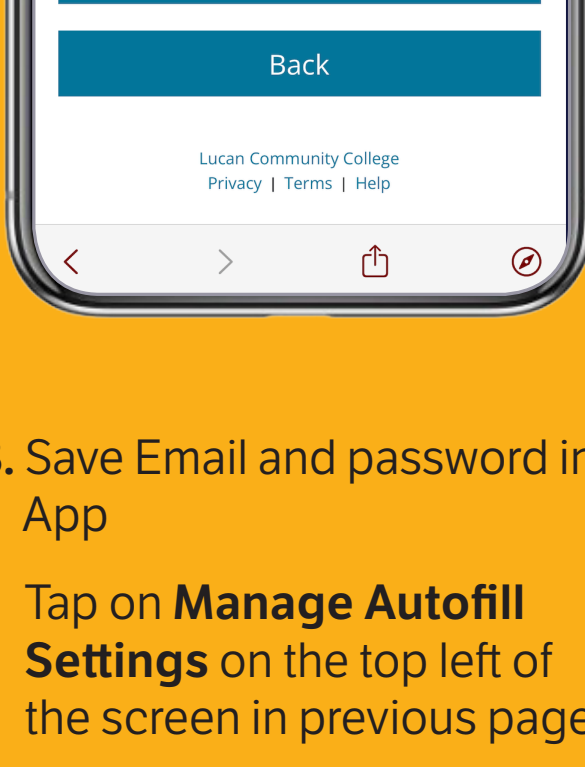 Back
Lucan Community College
Privacy | Terms | Help
Save Email and password in
App
Tap on Manage Autofill
Settings on the top left of
the screen in previous page